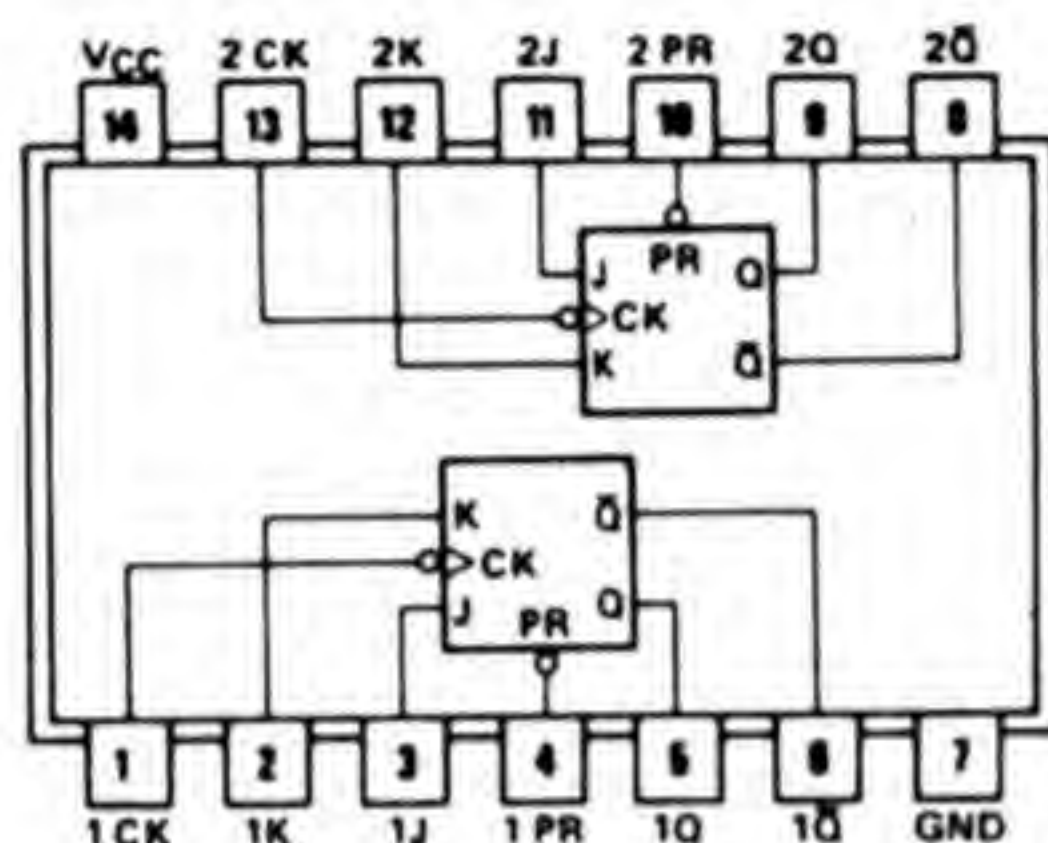 VCC 2 CK 2K 2J 2 PR 2Q 2Q̅
14 13 12 11 10 9 8
PR
J Q
CK
K Q̅
K Q̅
CK
J Q
PR
1 2 3 4 5 6 7
1 CK 1K 1J 1 PR 1Q 1Q̅ GND